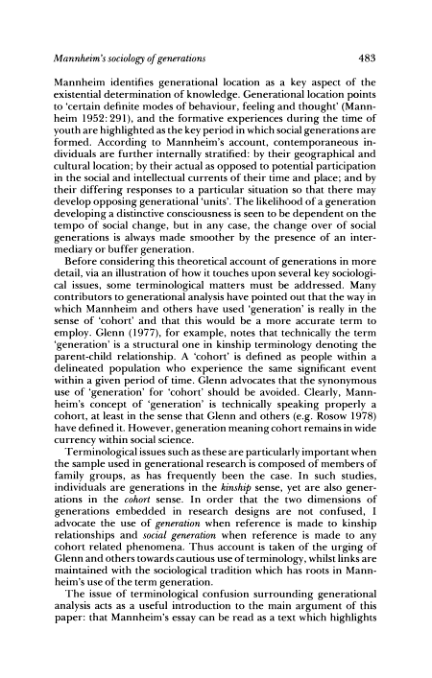 Mannheim's sociology of generations 483
Mannheim identifies generational location as a key aspect of the
existential determination of knowledge. Generational location points
to 'certain definite modes of behaviour, feeling and thought' (Mann-
heim 1952: 291), and the formative experiences during the time of
youth are highlighted as the key period in which social generations are
formed. According to Mannheim's account, contemporaneous in-
dividuals are further internally stratified: by their geographical and
cultural location; by their actual as opposed to potential participation
in the social and intellectual currents of their time and place; and by
their differing responses to a particular situation so that there may
develop opposing generational 'units'. The likelihood of a generation
developing a distinctive consciousness is seen to be dependent on the
tempo of social change, but in any case, the change over of social
generations is always made smoother by the presence of an inter-
mediary or buffer generation.
Before considering this theoretical account of generations in more
detail, via an illustration of how it touches upon several key sociologi-
cal issues, some terminological matters must be addressed. Many
contributors to generational analysis have pointed out that the way in
which Mannheim and others have used 'generation' is really in the
sense of 'cohort' and that this would be a more accurate term to
employ. Glenn (1977), for example, notes that technically the term
'generation' is a structural one in kinship terminology denoting the
parent-child relationship. A 'cohort' is defined as people within a
delineated population who experience the same significant event
within a given period of time. Glenn advocates that the synonymous
use of 'generation' for 'cohort' should be avoided. Clearly, Mann-
heim's concept of 'generation' is technically speaking properly a
cohort, at least in the sense that Glenn and others (e.g. Rosow 1978)
have defined it. However, generation meaning cohort remains in wide
currency within social science.
Terminological issues such as these are particularly important when
the sample used in generational research is composed of members of
family groups, as has frequently been the case. In such studies,
individuals are generations in the kinship sense, yet are also gener-
ations in the cohort sense. In order that the two dimensions of
generations embedded in research designs are not confused, I
advocate the use of generation when reference is made to kinship
relationships and social generation when reference is made to any
cohort related phenomena. Thus account is taken of the urging of
Glenn and others towards cautious use of terminology, whilst links are
maintained with the sociological tradition which has roots in Mann-
heim's use of the term generation.
The issue of terminological confusion surrounding generational
analysis acts as a useful introduction to the main argument of this
paper: that Mannheim's essay can be read as a text which highlights